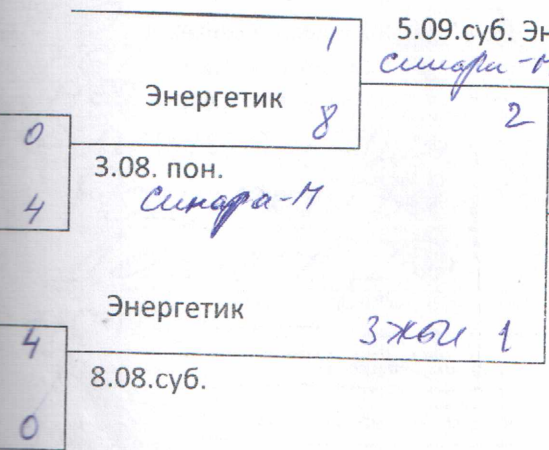 1
5.09.суб. Эн
синара-М
Энергетик
8
2
0
3.08. пон.
4
Синара-М
Энергетик
4
ЗЖБИ 1
8.08.суб.
0